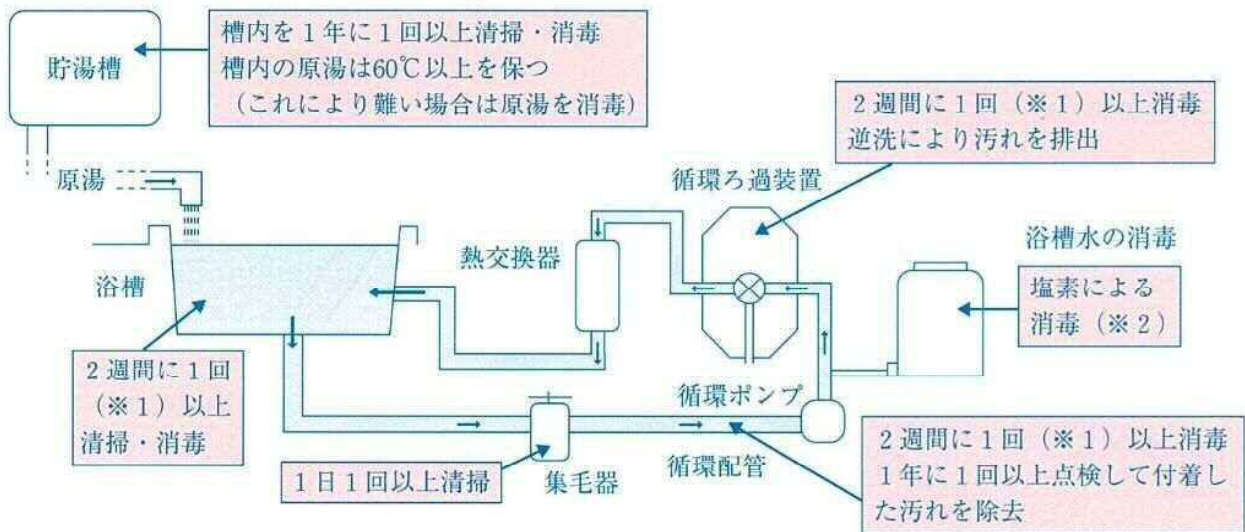 貯湯槽
槽内を1年に1回以上清掃・消毒
槽内の原湯は60℃以上を保つ
(これにより難い場合は原湯を消毒)
2週間に1回(※1)以上消毒
逆洗により汚れを排出
原湯
循環ろ過装置
浴槽水の消毒
熱交換器
浴槽
塩素による
消毒(※2)
2週間に1回
(※1)以上
清掃・消毒
循環ポンプ
2週間に1回(※1)以上消毒
1年に1回以上点検して付着し
た汚れを除去
循環配管
1日1回以上清掃
集毛器